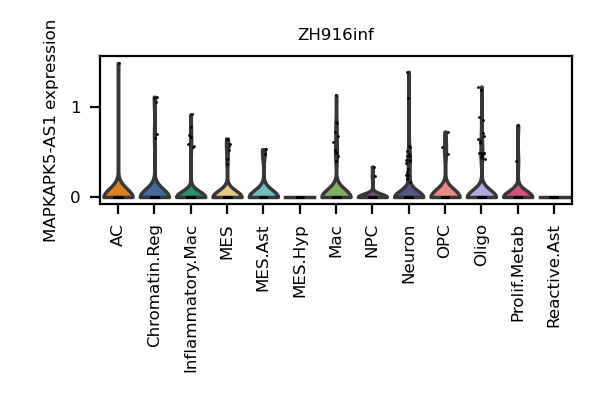 ZH916inf
MAPKAPK5-AS1 expression
1
0
AC
Chromatin.Reg
Inflammatory.Mac
MES
MES.Ast
MES.Hyp
Mac
NPC
Neuron
OPC
Oligo
Prolif.Metab
Reactive.Ast